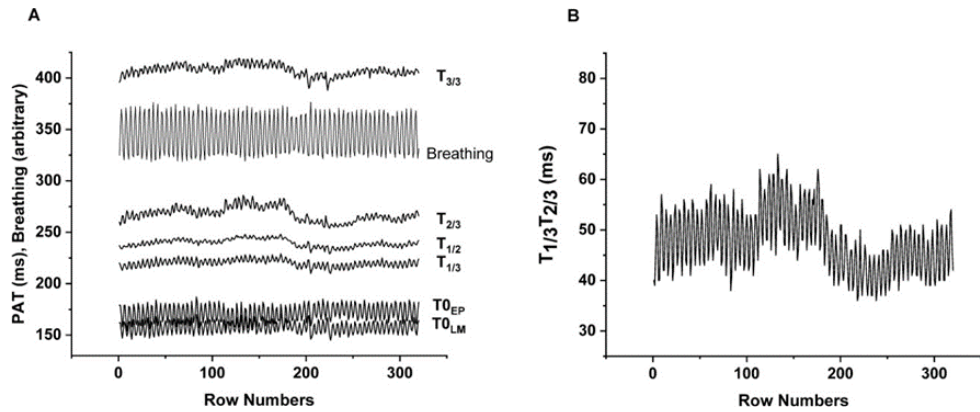 A
PAT (ms), Breathing (arbitrary)
400
350
300
250
200
150
T3/3
Breathing
T2/3
T1/2
T1/3
T0EP
T0LM
0 100 200 300
Row Numbers
B
T1/3T2/3 (ms)
80
70
60
50
40
30
0 100 200 300
Row Numbers